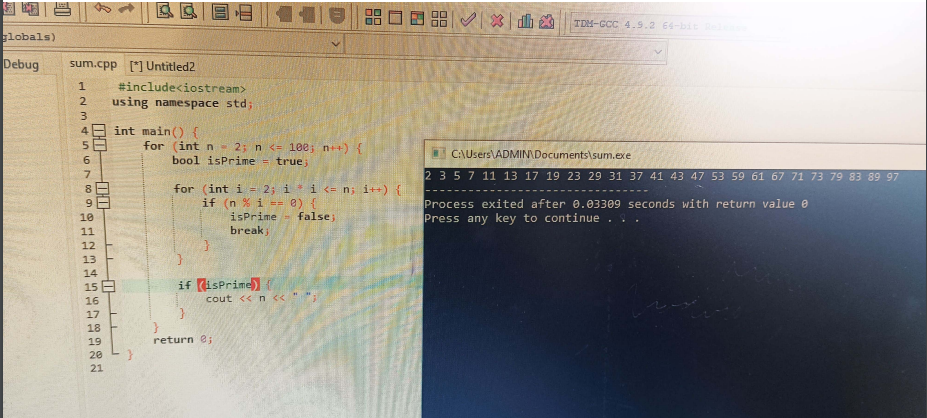 TDM-GCC 4.9.2 64-bit
globals)
Debug
sum.cpp [*] Untitled2
1 #include<iostream>
2 using namespace std;
3
4 int main() {
5 for (int n = 2; n <= 100; n++) {
6 bool isPrime = true;
7
8 for (int i = 2; i * i <= n; i++) {
9 if (n % i == 0) {
10 isPrime = false;
11 break;
12 }
13 }
14
15 if (isPrime) {
16 cout << n << " ";
17 }
18 }
19 return 0;
20 }
21
C:\Users\ADMIN\Documents\sum.exe
2 3 5 7 11 13 17 19 23 29 31 37 41 43 47 53 59 61 67 71 73 79 83 89 97
--------------------------------
Process exited after 0.03309 seconds with return value 0
Press any key to continue . . .